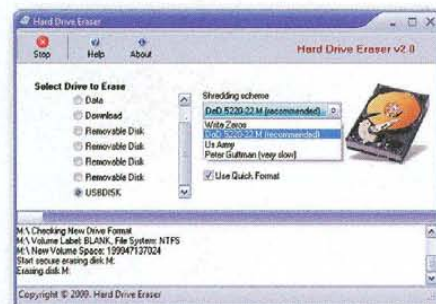 Hard Drive Eraser
Stop
Help
About
Hard Drive Eraser v2.0
Select Drive to Erase
Data
Download
Removable Disk
Removable Disk
Removable Disk
Removable Disk
USBDISK
Shredding scheme
DoD 5220-22.M (recommended)
Write Zeros
DoD 5220-22.M (recommended)
Us Army
Peter Guttman (very slow)
Use Quick Format
M:\ Checking New Drive Format
M:\ Volume Label: BLANK, File System: NTFS
M:\ New Volume Space: 199947137024
Start secure erasing disk M:
Erasing disk M:
Copyright © 2009. Hard Drive Eraser